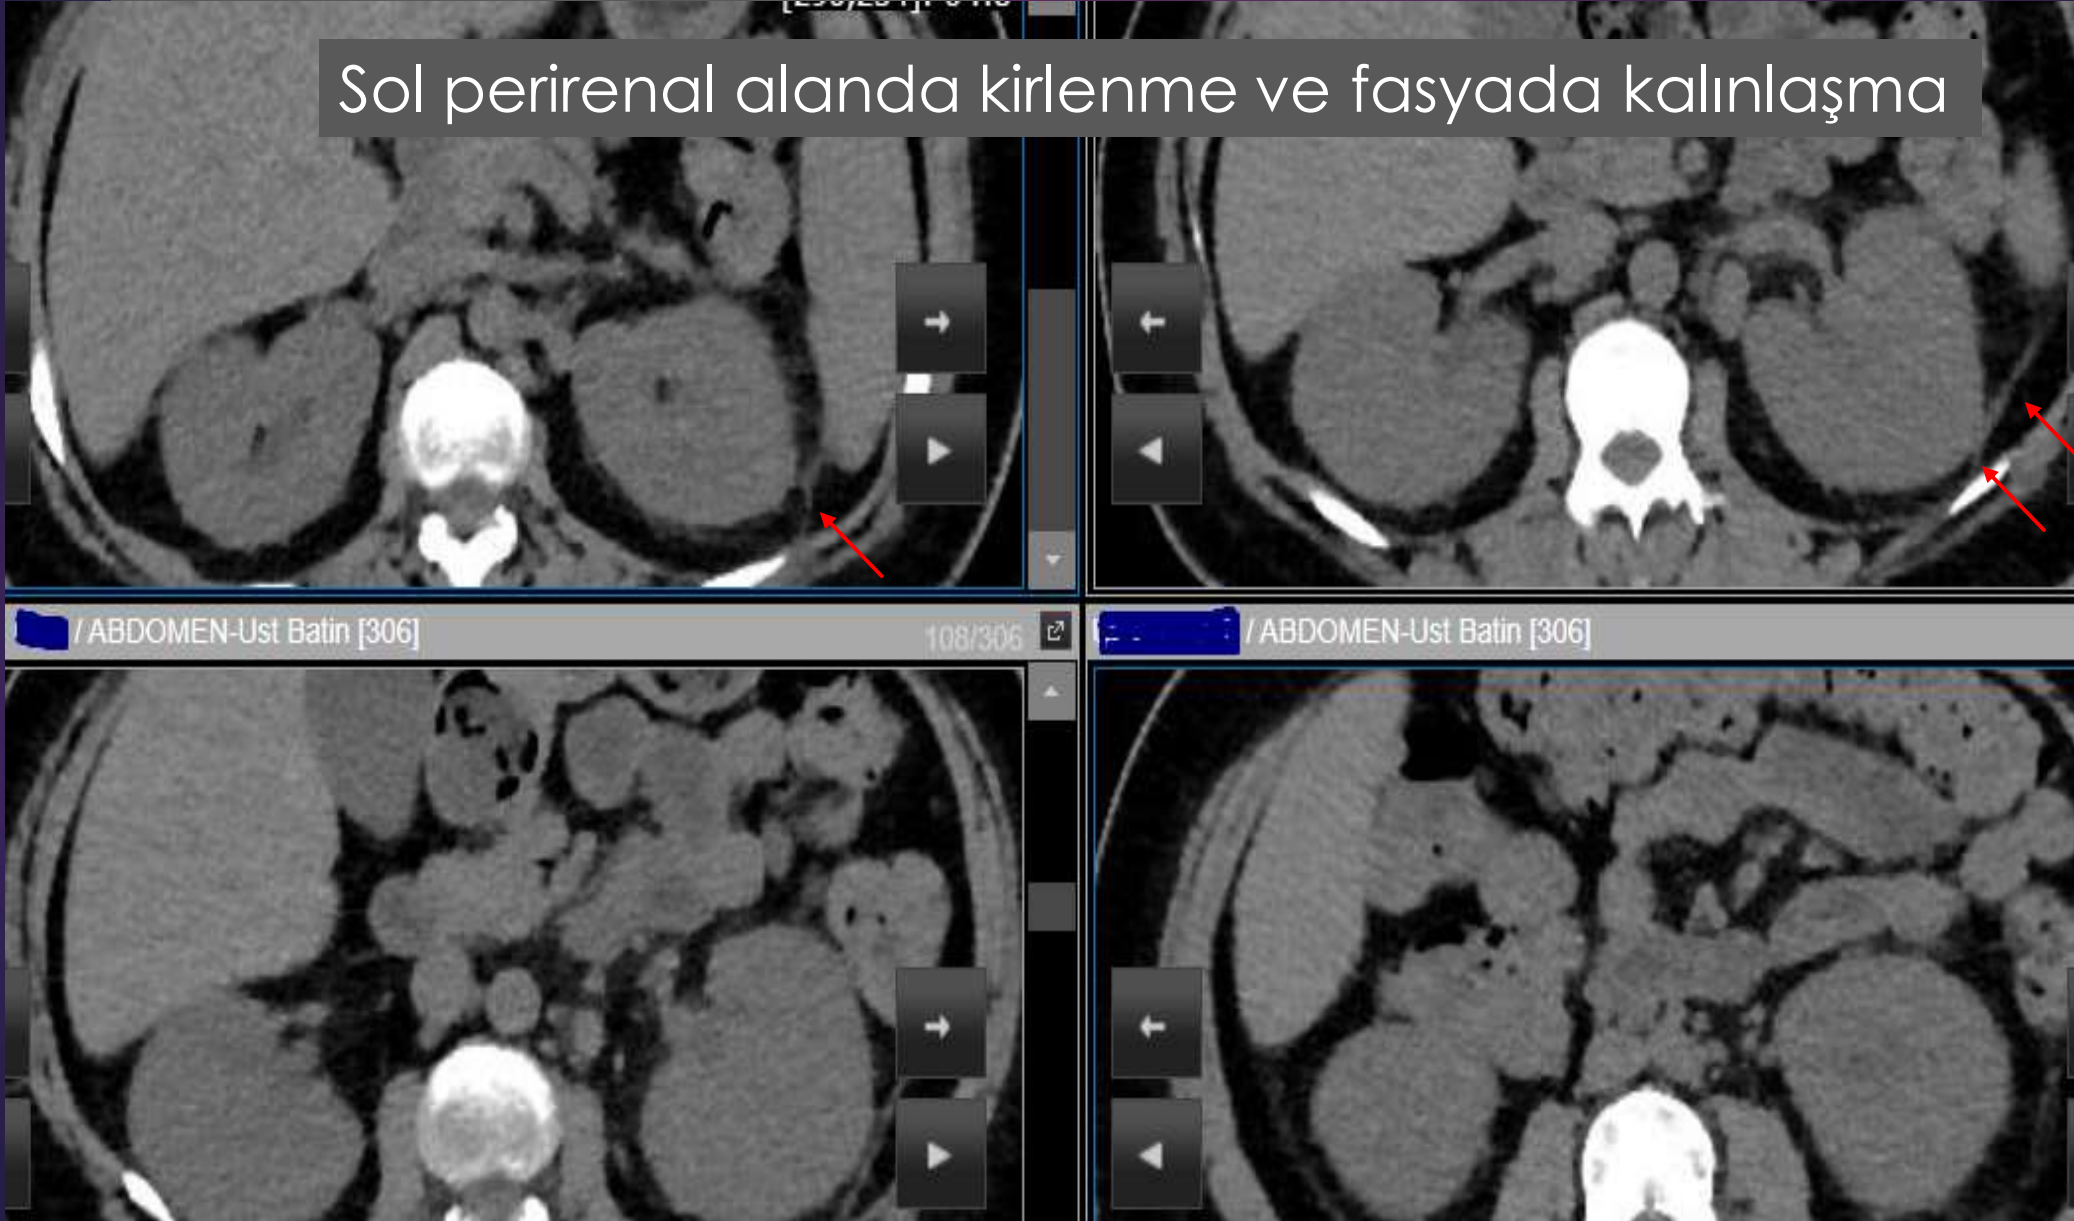 Sol perirenal alanda kirlenme ve fasyada kalınlaşma
/ ABDOMEN-Ust Batin [306]
108/306
/ ABDOMEN-Ust Batin [306]